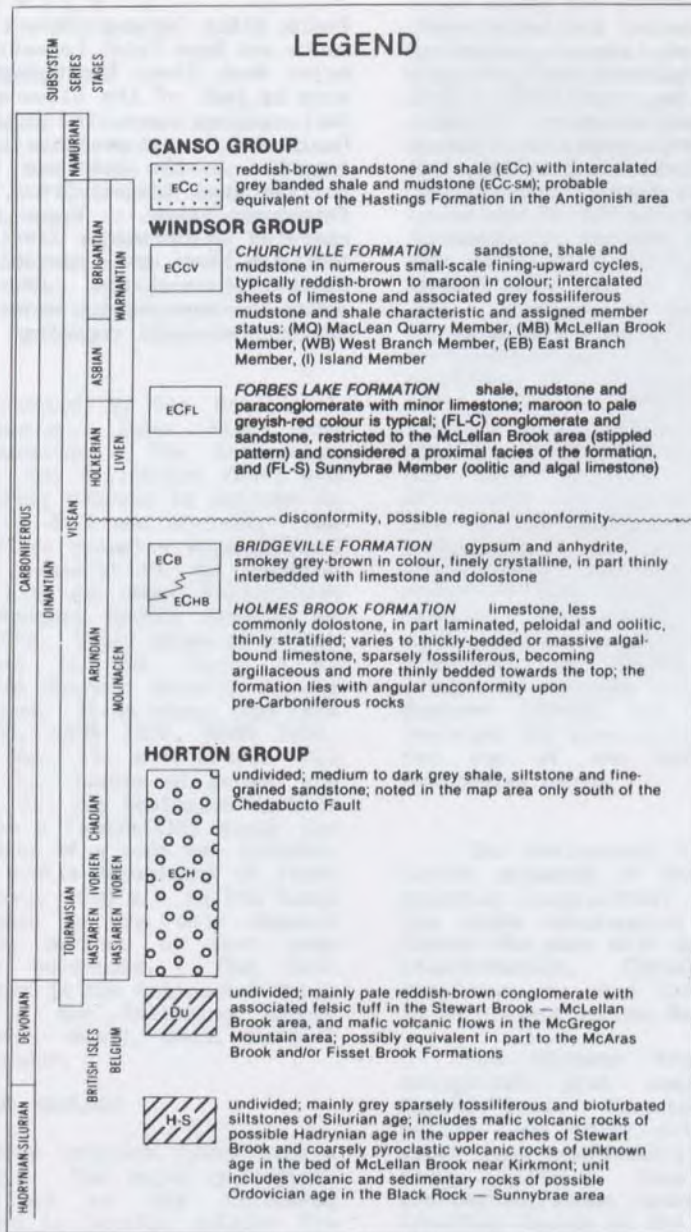 LEGEND
SUBSYSTEM
SERIES
STAGES
CARBONIFEROUS
DEVONIAN
HADRYNIAN-SILURIAN
DINANTIAN
NAMURIAN
VISEAN
TOURNAISIAN
BRIGANTIAN
ASBIAN
HOLKERIAN
ARUNDIAN
CHADIAN
IVORIEN
HASTARIEN
BRITISH ISLES
WARNANTIAN
LIVIEN
MOLINACIEN
IVORIEN
HASTARIEN
BELGIUM
CANSO GROUP
ECc
reddish-brown sandstone and shale (ECc) with intercalated
grey banded shale and mudstone (ECC-SM); probable
equivalent of the Hastings Formation in the Antigonish area
WINDSOR GROUP
ECCV
CHURCHVILLE FORMATION sandstone, shale and
mudstone in numerous small-scale fining-upward cycles,
typically reddish-brown to maroon in colour; intercalated
sheets of limestone and associated grey fossiliferous
mudstone and shale characteristic and assigned member
status: (MQ) MacLean Quarry Member, (MB) McLellan Brook
Member, (WB) West Branch Member, (EB) East Branch
Member, (I) Island Member
ECFL
FORBES LAKE FORMATION shale, mudstone and
paraconglomerate with minor limestone; maroon to pale
greyish-red colour is typical; (FL-C) conglomerate and
sandstone, restricted to the McLellan Brook area (stippled
pattern) and considered a proximal facies of the formation,
and (FL-S) Sunnybrae Member (oolitic and algal limestone)
disconformity, possible regional unconformity
ECB
ECHB
BRIDGEVILLE FORMATION gypsum and anhydrite,
smokey grey-brown in colour, finely crystalline, in part thinly
interbedded with limestone and dolostone
HOLMES BROOK FORMATION limestone, less
commonly dolostone, in part laminated, peloidal and oolitic,
thinly stratified; varies to thickly-bedded or massive algal-
bound limestone, sparsely fossiliferous, becoming
argillaceous and more thinly bedded towards the top; the
formation lies with angular unconformity upon
pre-Carboniferous rocks
HORTON GROUP
ECH
undivided; medium to dark grey shale, siltstone and fine-
grained sandstone; noted in the map area only south of the
Chedabucto Fault
Du
undivided; mainly pale reddish-brown conglomerate with
associated felsic tuff in the Stewart Brook — McLellan
Brook area, and mafic volcanic flows in the McGregor
Mountain area; possibly equivalent in part to the McAras
Brook and/or Fisset Brook Formations
H-S
undivided; mainly grey sparsely fossiliferous and bioturbated
siltstones of Silurian age; includes mafic volcanic rocks of
possible Hadrynian age in the upper reaches of Stewart
Brook and coarsely pyroclastic volcanic rocks of unknown
age in the bed of McLellan Brook near Kirkmont; unit
includes volcanic and sedimentary rocks of possible
Ordovician age in the Black Rock — Sunnybrae area